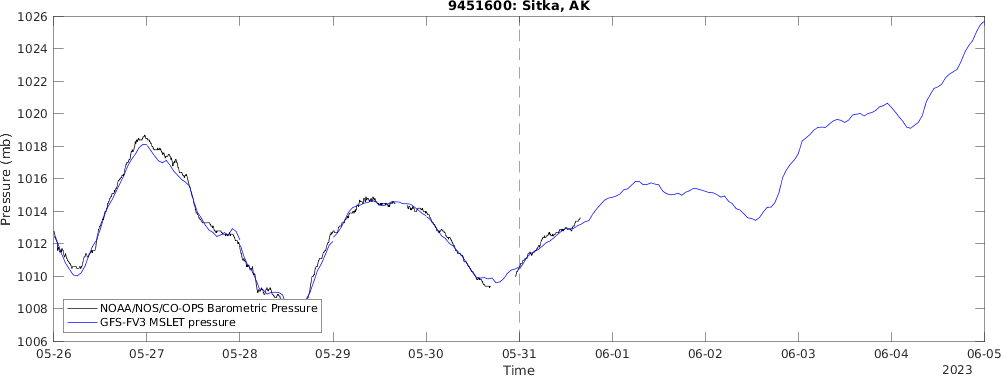 9451600: Sitka, AK
1026
1024
1022
1020
1018
1016
1014
1012
1010
1008
1006
Pressure (mb)
NOAA/NOS/CO-OPS Barometric Pressure
GFS-FV3 MSLET pressure
05-26 05-27 05-28 05-29 05-30 05-31 06-01 06-02 06-03 06-04 06-05
Time
2023